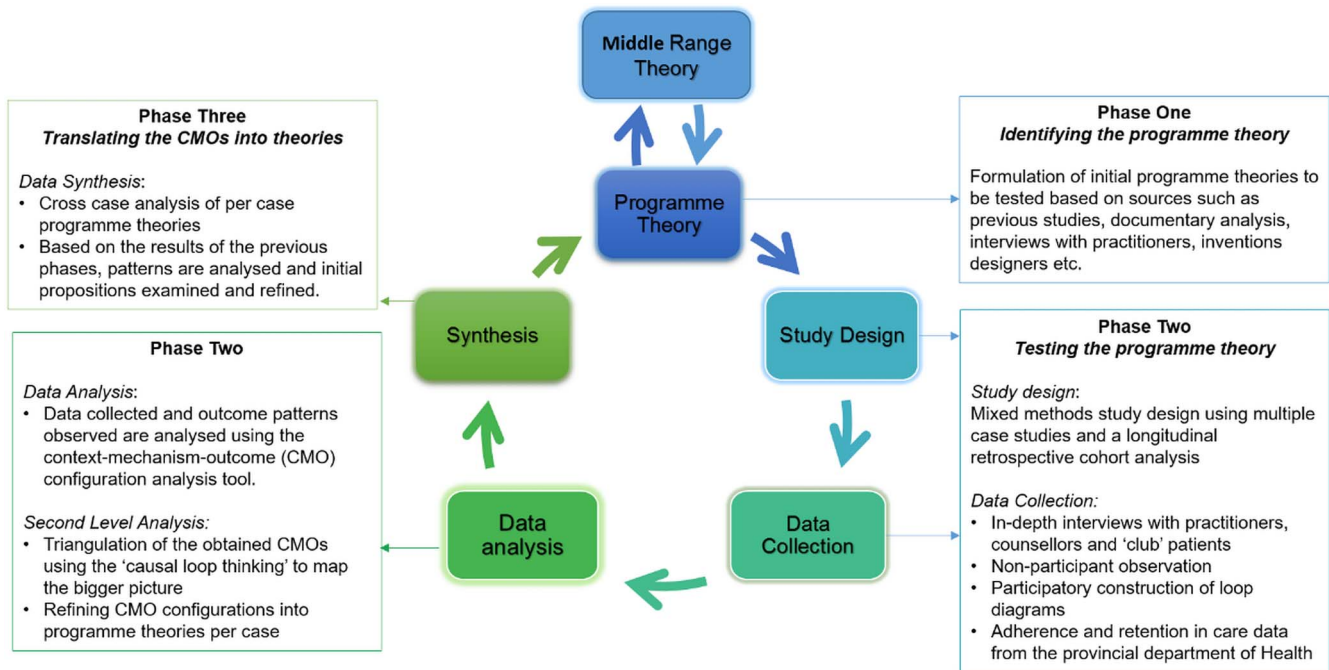 Middle Range
Theory
Programme
Theory
Study Design
Data
Collection
Data
analysis
Synthesis
Phase One
Identifying the programme theory
Formulation of initial programme theories to
be tested based on sources such as
previous studies, documentary analysis,
interviews with practitioners, inventions
designers etc.
Phase Two
Testing the programme theory
Study design:
Mixed methods study design using multiple
case studies and a longitudinal
retrospective cohort analysis
Data Collection:
• In-depth interviews with practitioners,
counsellors and ‘club’ patients
• Non-participant observation
• Participatory construction of loop
diagrams
• Adherence and retention in care data
from the provincial department of Health
Phase Two
Data Analysis:
• Data collected and outcome patterns
observed are analysed using the
context-mechanism-outcome (CMO)
configuration analysis tool.
Second Level Analysis:
• Triangulation of the obtained CMOs
using the ‘causal loop thinking’ to map
the bigger picture
• Refining CMO configurations into
programme theories per case
Phase Three
Translating the CMOs into theories
Data Synthesis:
• Cross case analysis of per case
programme theories
• Based on the results of the previous
phases, patterns are analysed and initial
propositions examined and refined.